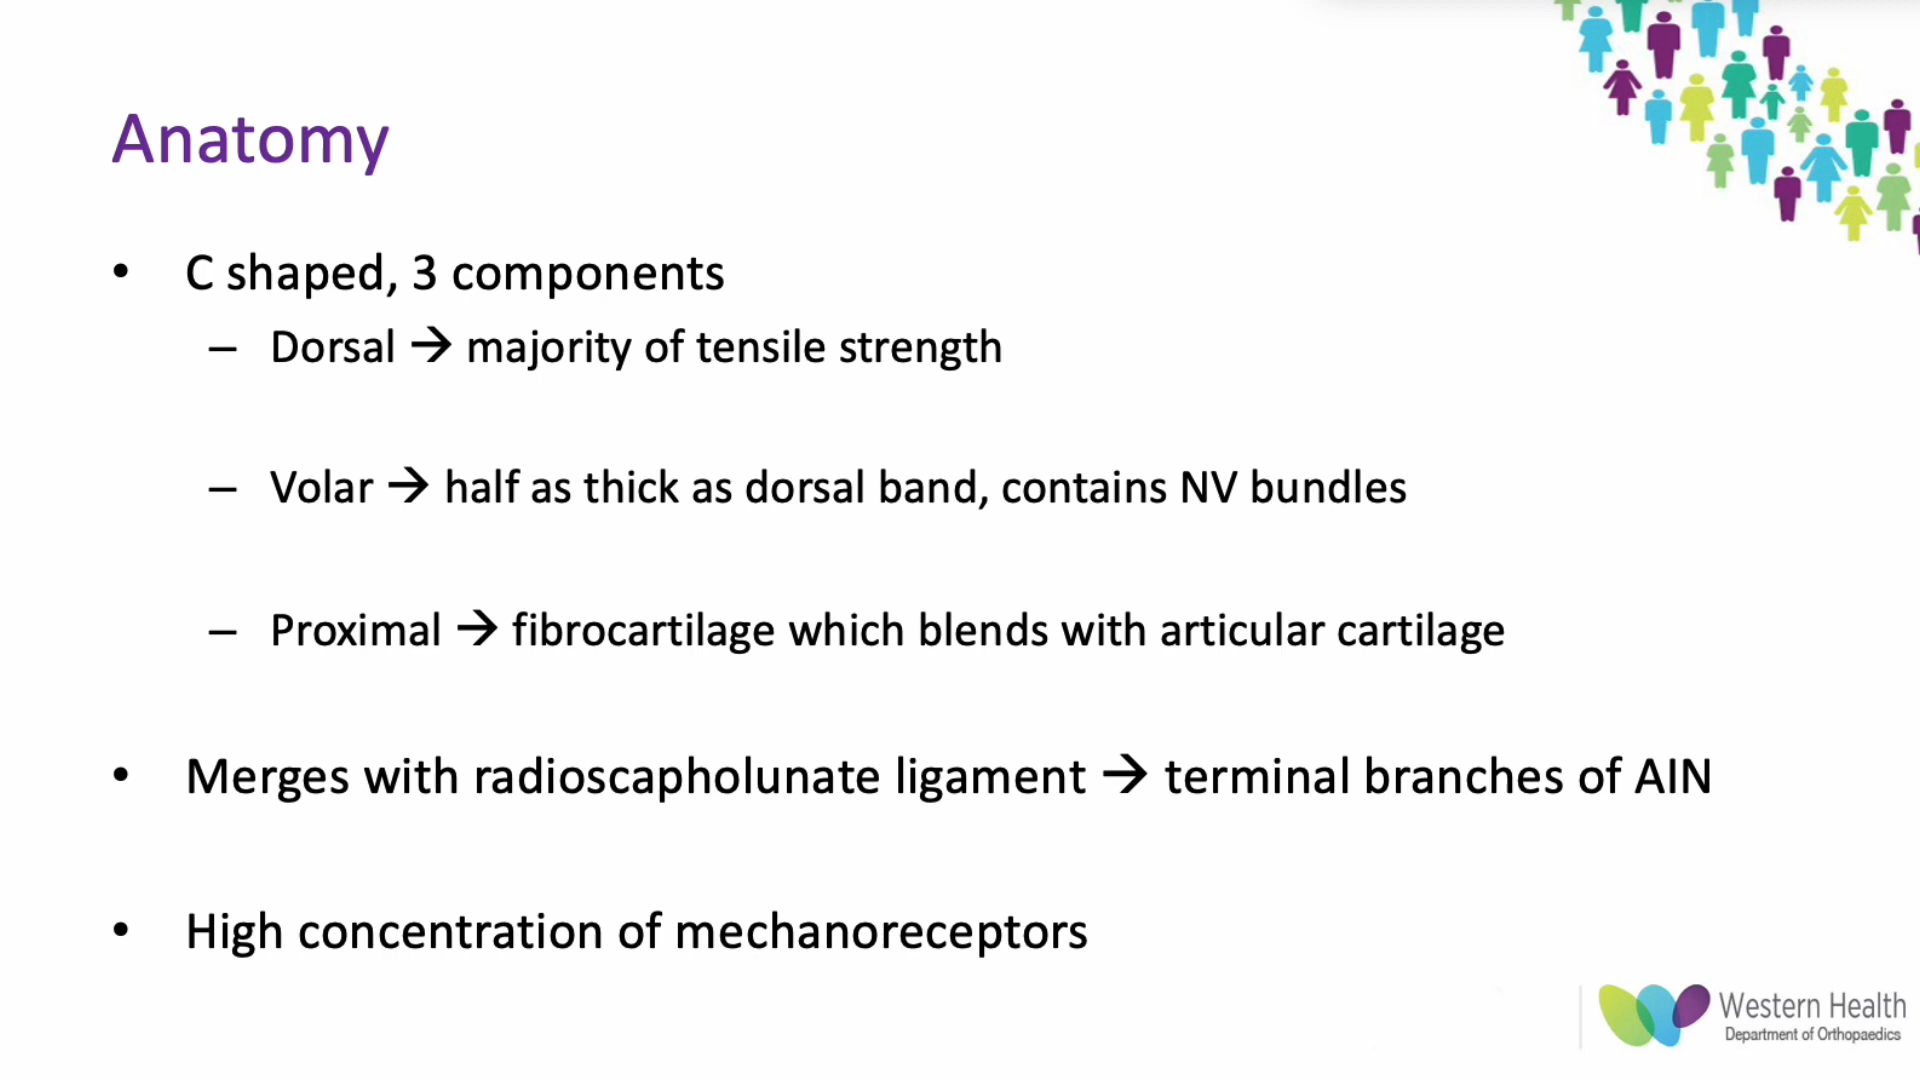 Anatomy
• C shaped, 3 components
– Dorsal → majority of tensile strength
– Volar → half as thick as dorsal band, contains NV bundles
– Proximal → fibrocartilage which blends with articular cartilage
• Merges with radioscapholunate ligament → terminal branches of AIN
• High concentration of mechanoreceptors
Western Health
Department of Orthopaedics